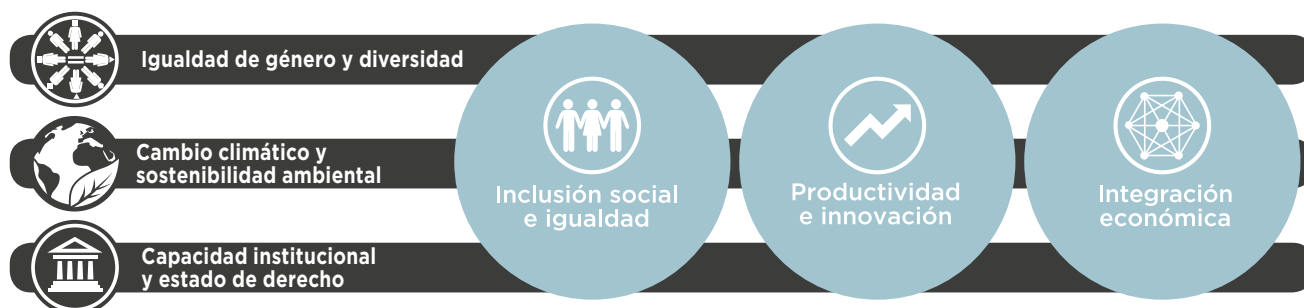 Igualdad de género y diversidad
Cambio climático y
sostenibilidad ambiental
Capacidad institucional
y estado de derecho
Inclusión social
e igualdad
Productividad
e innovación
Integración
económica